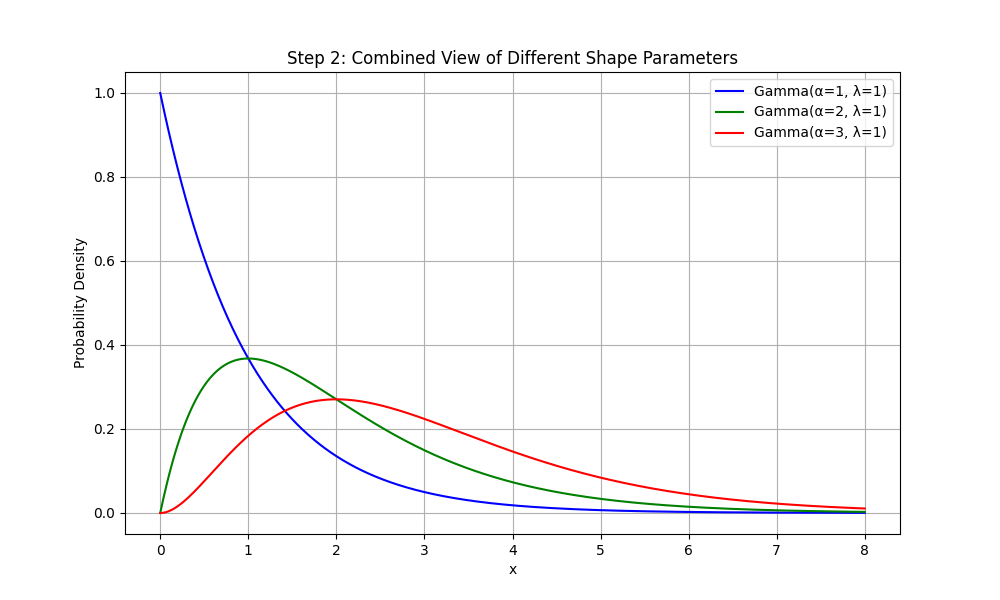 Step 2: Combined View of Different Shape Parameters
Gamma(α=1, λ=1)
Gamma(α=2, λ=1)
Gamma(α=3, λ=1)
Probability Density
1.0
0.8
0.6
0.4
0.2
0.0
0 1 2 3 4 5 6 7 8
x